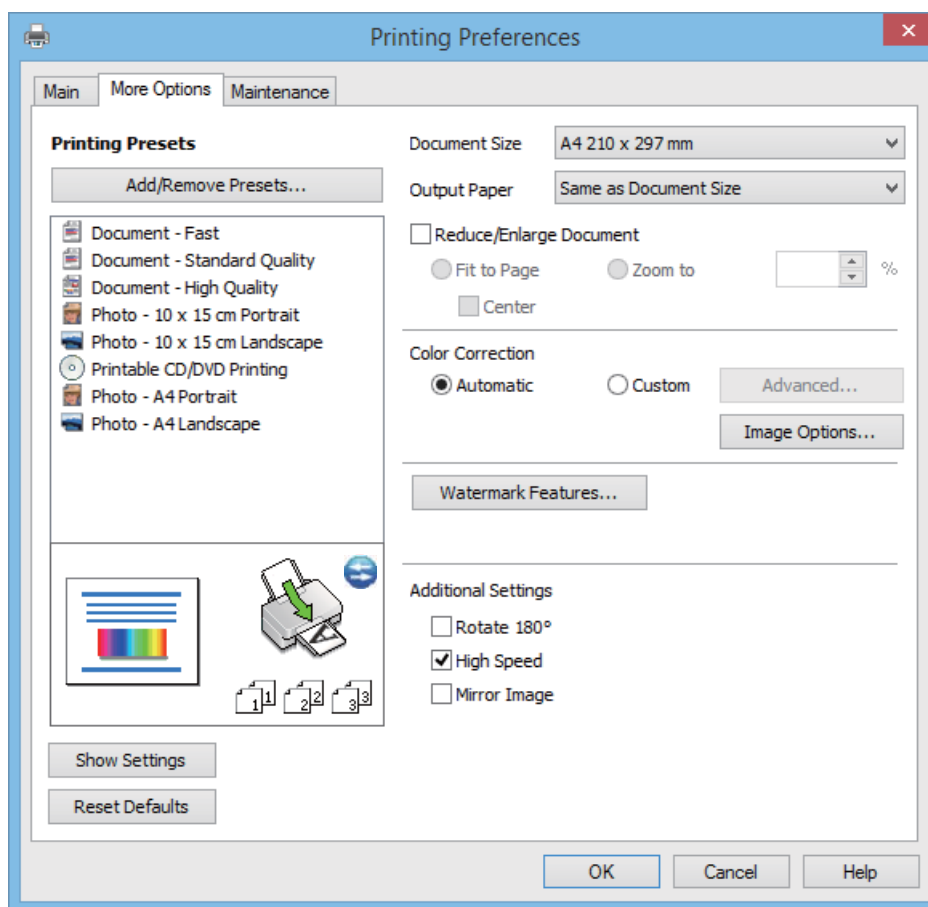 Printing Preferences
Main
More Options
Maintenance
Printing Presets
Add/Remove Presets...
Document - Fast
Document - Standard Quality
Document - High Quality
Photo - 10 x 15 cm Portrait
Photo - 10 x 15 cm Landscape
Printable CD/DVD Printing
Photo - A4 Portrait
Photo - A4 Landscape
1 1 2 2 3 3
Show Settings
Reset Defaults
Document Size A4 210 x 297 mm
Output Paper Same as Document Size
Reduce/Enlarge Document
Fit to Page Zoom to %
Center
Color Correction
Automatic Custom Advanced...
Image Options...
Watermark Features...
Additional Settings
Rotate 180°
High Speed
Mirror Image
OK Cancel Help